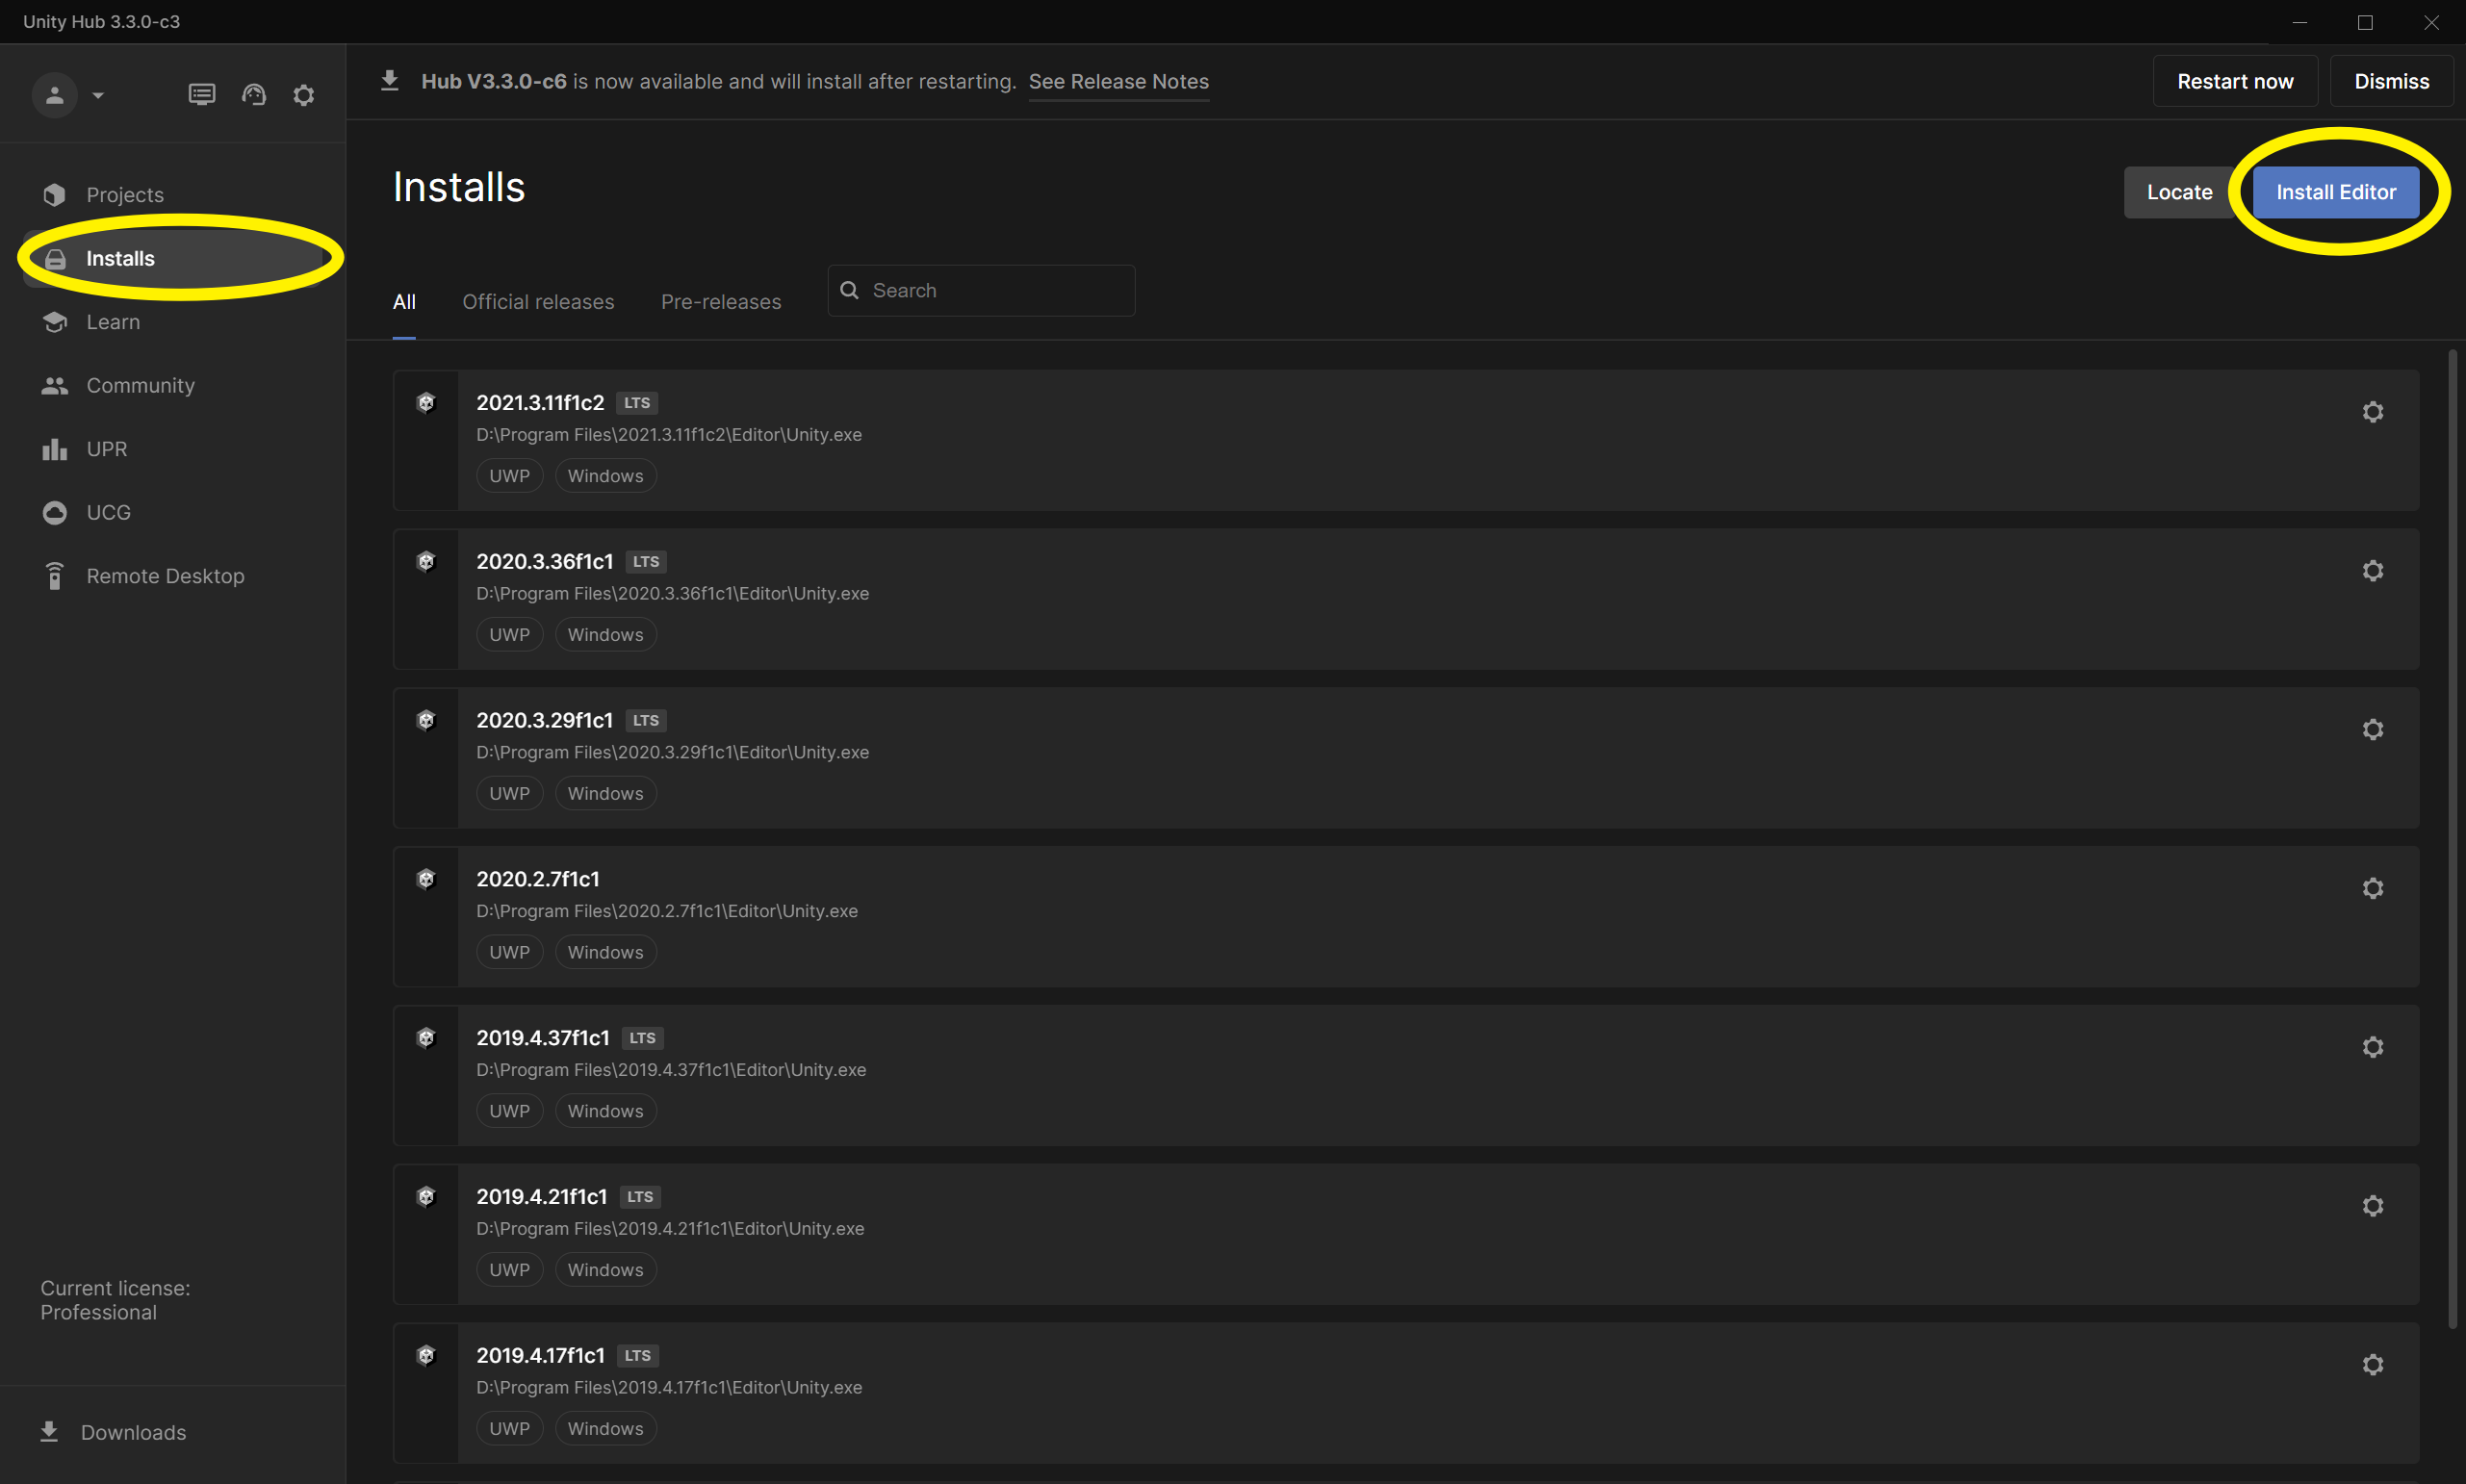 Unity Hub 3.3.0-c3
Hub V3.3.0-c6 is now available and will install after restarting. See Release Notes
Restart now
Dismiss
Projects
Installs
Learn
Community
UPR
UCG
Remote Desktop
Current license:
Professional
Downloads
Installs
Locate
Install Editor
All
Official releases
Pre-releases
Search
2021.3.11f1c2 LTS
D:\Program Files\2021.3.11f1c2\Editor\Unity.exe
UWP Windows
2020.3.36f1c1 LTS
D:\Program Files\2020.3.36f1c1\Editor\Unity.exe
UWP Windows
2020.3.29f1c1 LTS
D:\Program Files\2020.3.29f1c1\Editor\Unity.exe
UWP Windows
2020.2.7f1c1
D:\Program Files\2020.2.7f1c1\Editor\Unity.exe
UWP Windows
2019.4.37f1c1 LTS
D:\Program Files\2019.4.37f1c1\Editor\Unity.exe
UWP Windows
2019.4.21f1c1 LTS
D:\Program Files\2019.4.21f1c1\Editor\Unity.exe
UWP Windows
2019.4.17f1c1 LTS
D:\Program Files\2019.4.17f1c1\Editor\Unity.exe
UWP Windows